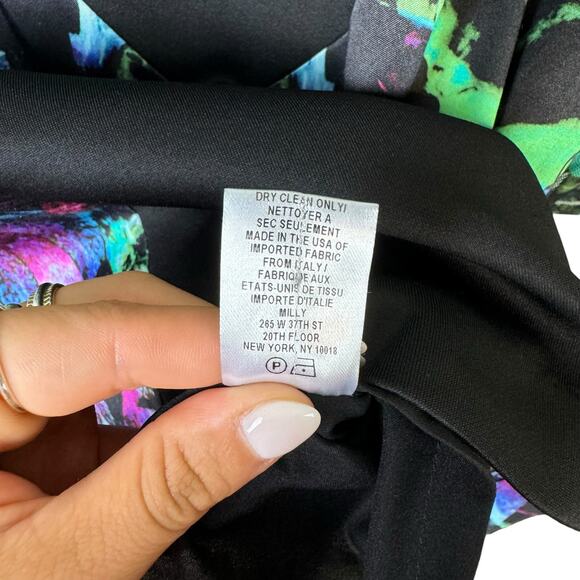 DRY CLEAN ONLY/
NETTOYER A
SEC SEULEMENT
MADE IN THE USA OF
IMPORTED FABRIC
FROM ITALY/
FABRIQUE AUX
ETATS-UNIS DE TISSU
IMPORTE D'ITALIE
MILLY
265 W 37TH ST
20TH FLOOR
NEW YORK, NY 10018
P